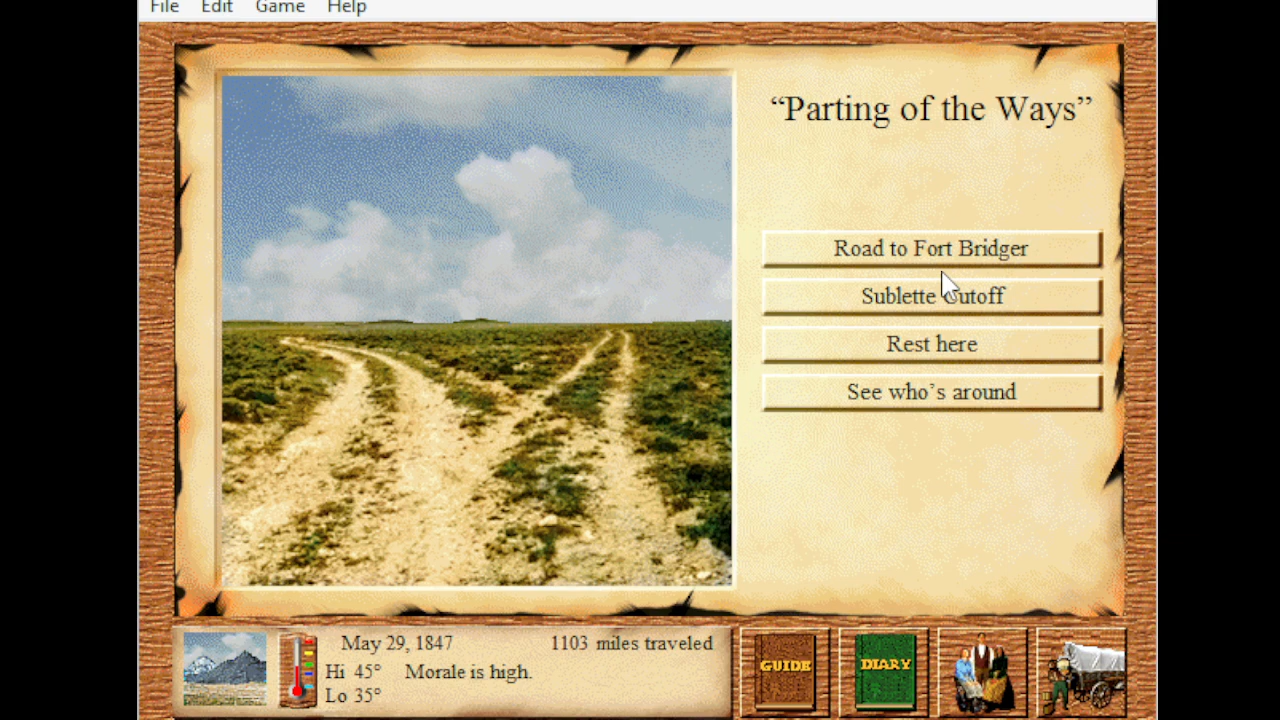 File Edit Game Help
“Parting of the Ways”
Road to Fort Bridger
Sublette Cutoff
Rest here
See who’s around
May 29, 1847 1103 miles traveled
Hi 45° Morale is high.
Lo 35°
GUIDE
DIARY